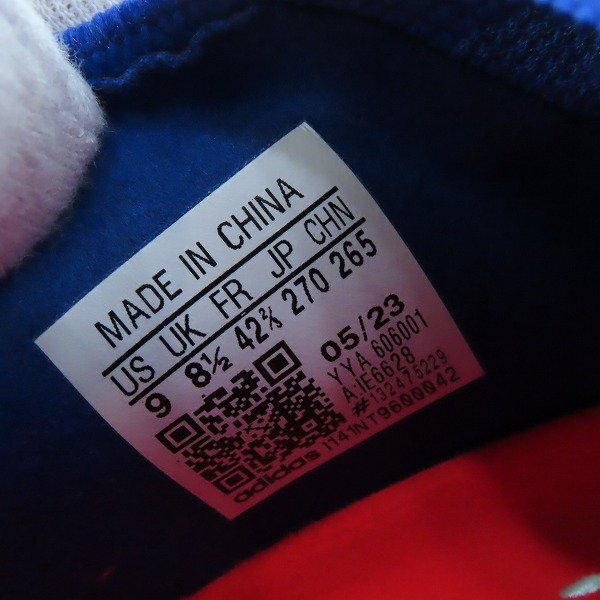 MADE IN CHINA
US UK FR JP CHN
9 8½ 42⅔ 270 265
05/23
YYA 606001
A:IE6628
#132475229
adidas I141NT9600042